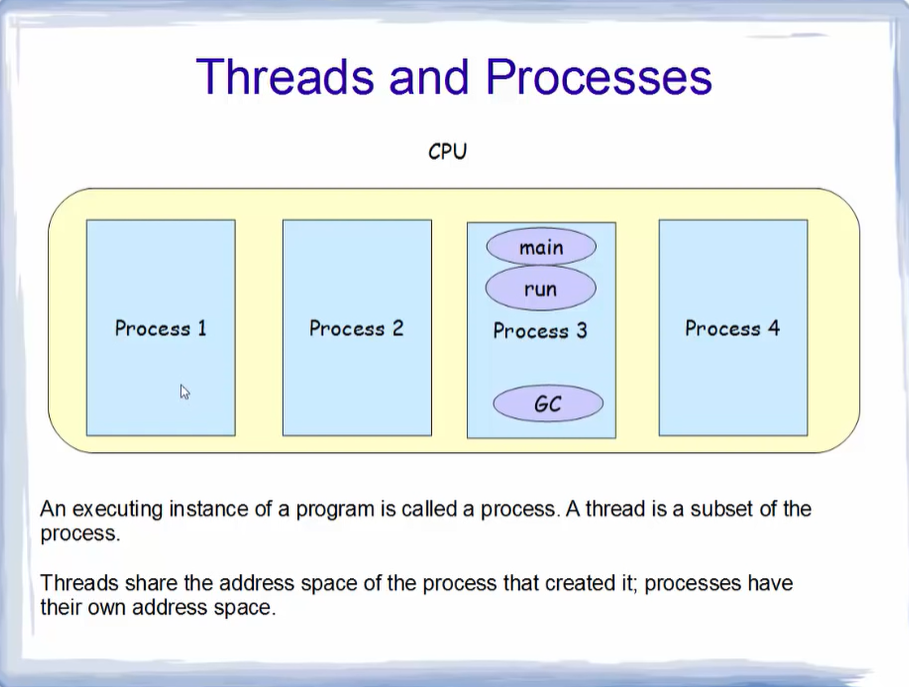 Threads and Processes
CPU
main
run
Process 1
Process 2
Process 3
Process 4
GC
An executing instance of a program is called a process. A thread is a subset of the
process.
Threads share the address space of the process that created it; processes have
their own address space.